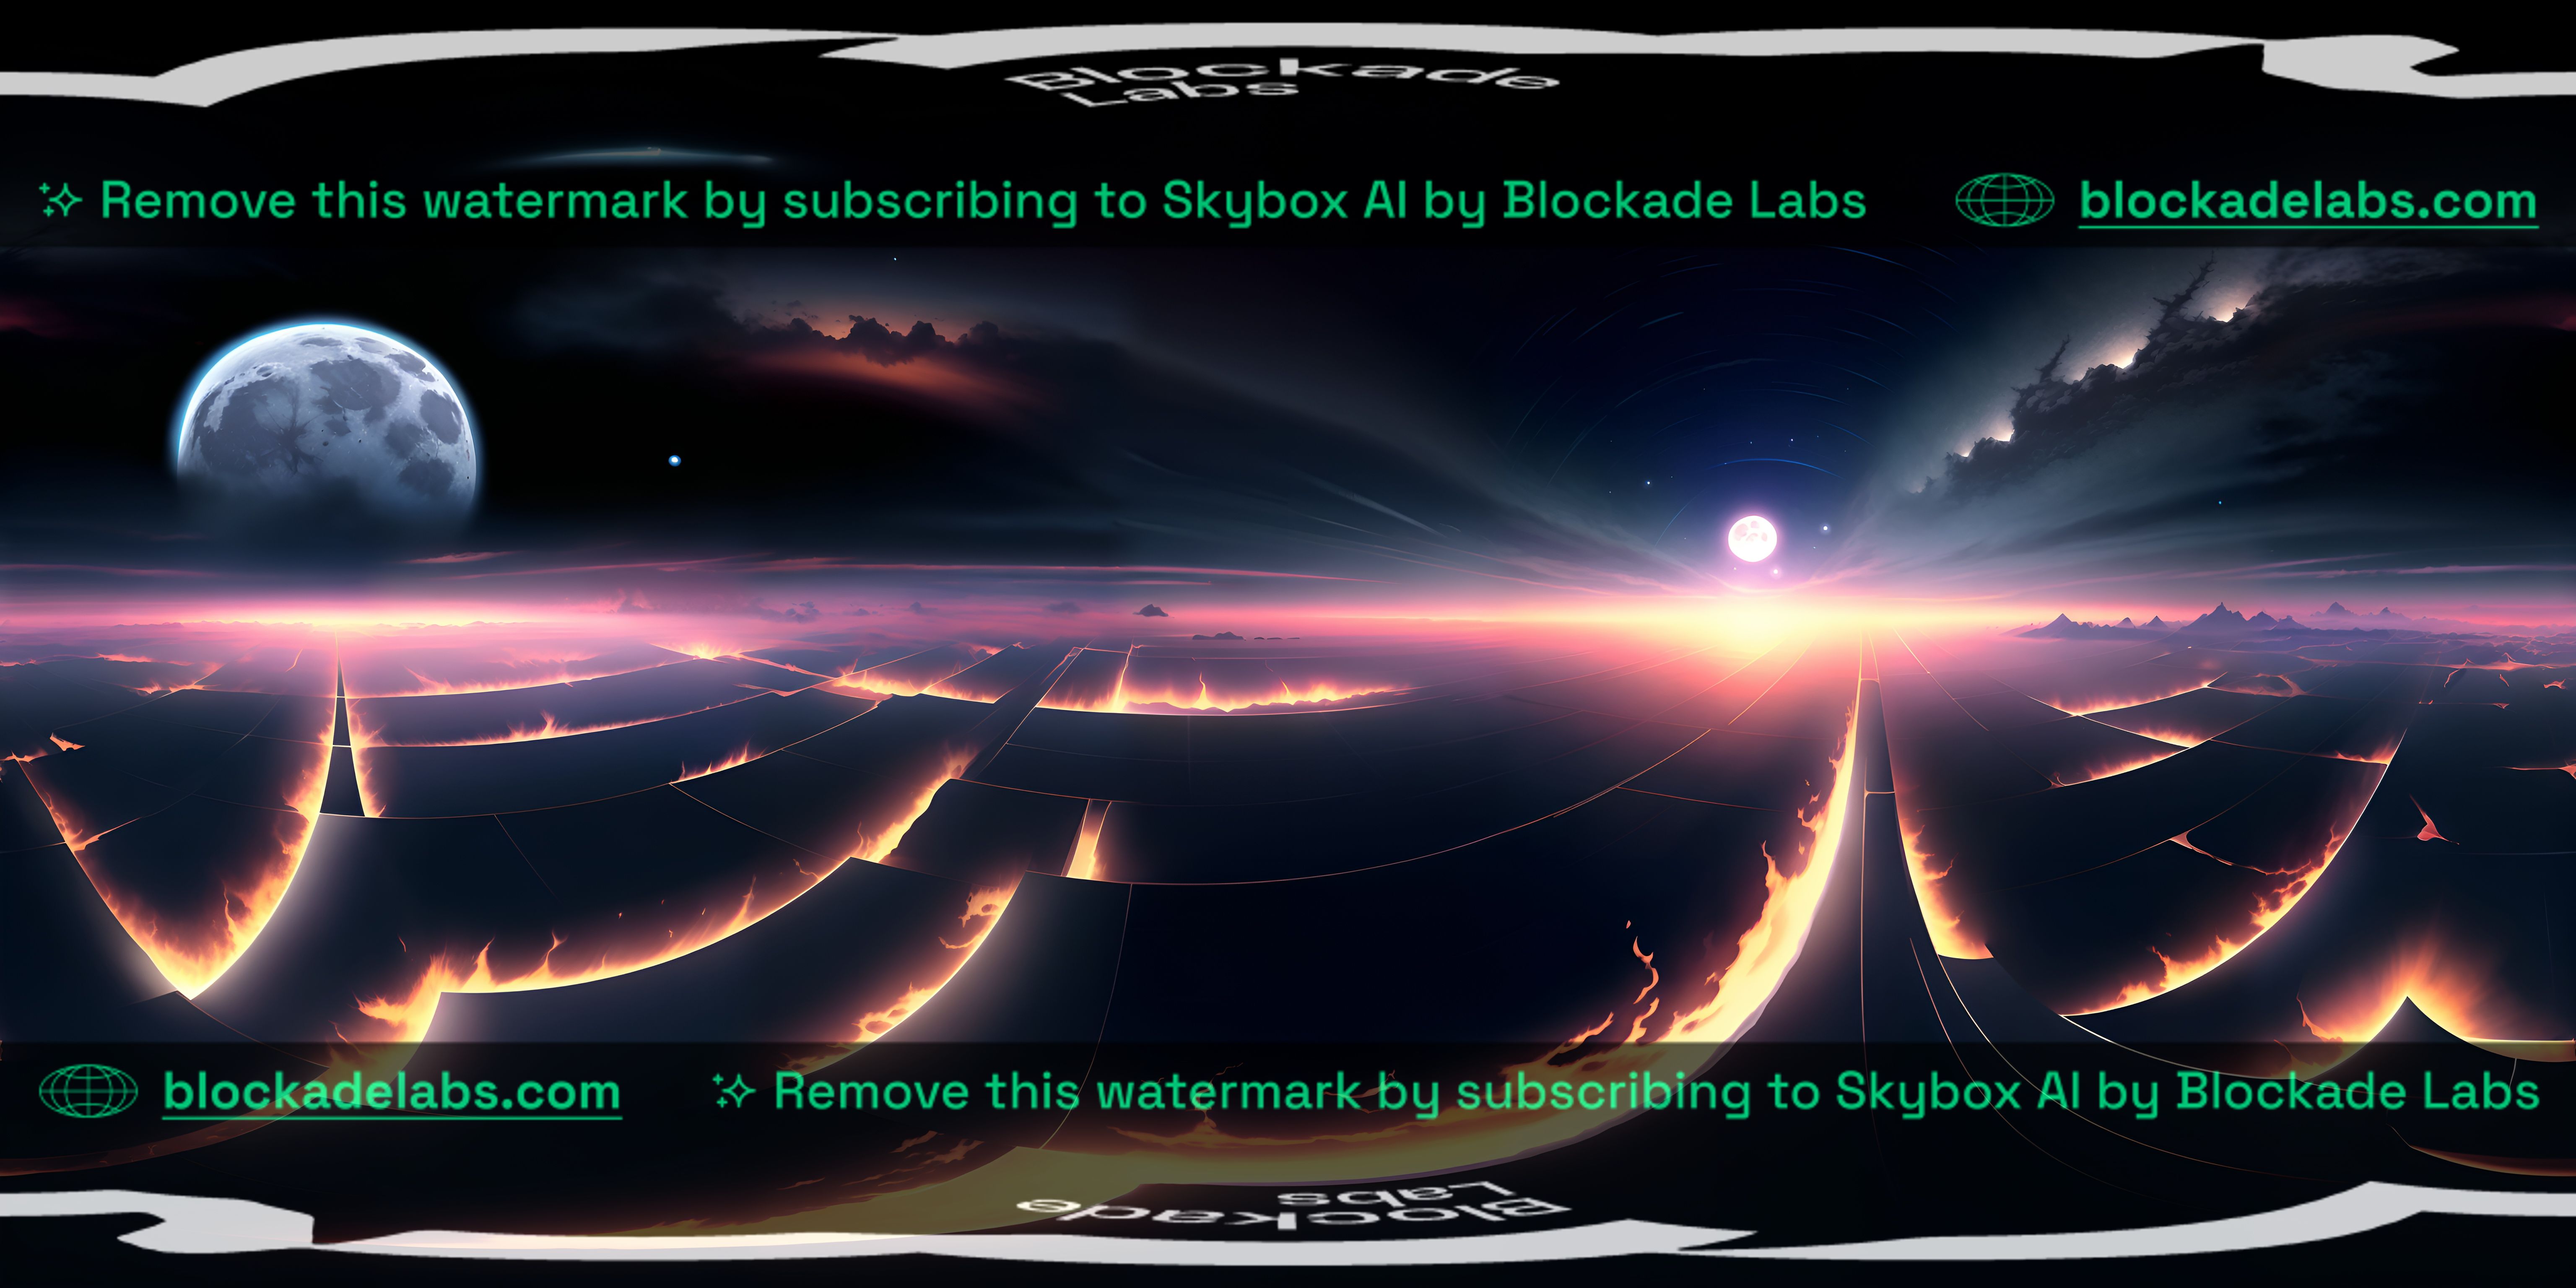 Blockade
Labs
Remove this watermark by subscribing to Skybox AI by Blockade Labs blockadelabs.com
blockadelabs.com Remove this watermark by subscribing to Skybox AI by Blockade Labs
Labs
Blockade